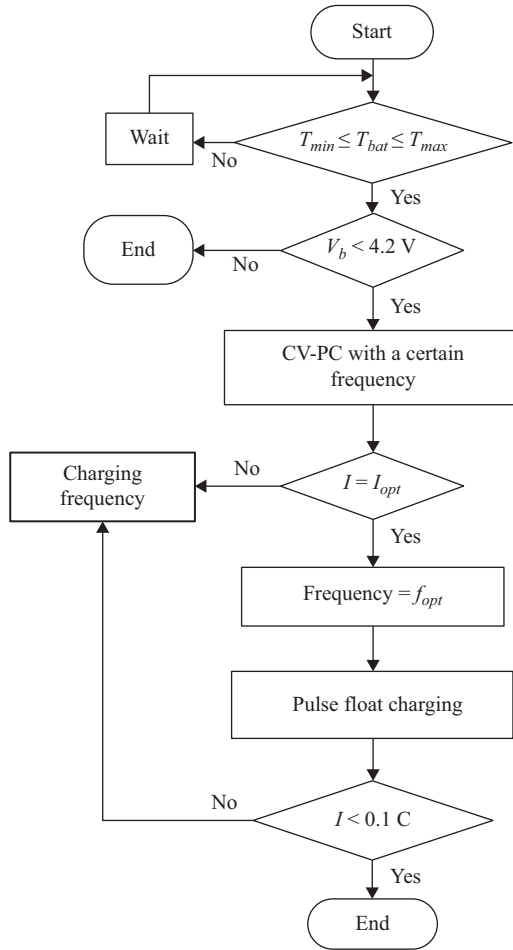 Start
Wait
No
T_min ≤ T_bat ≤ T_max
Yes
End
No
V_b < 4.2 V
Yes
CV-PC with a certain
frequency
Charging
frequency
No
I = I_opt
Yes
Frequency = f_opt
Pulse float charging
No
I < 0.1 C
Yes
End